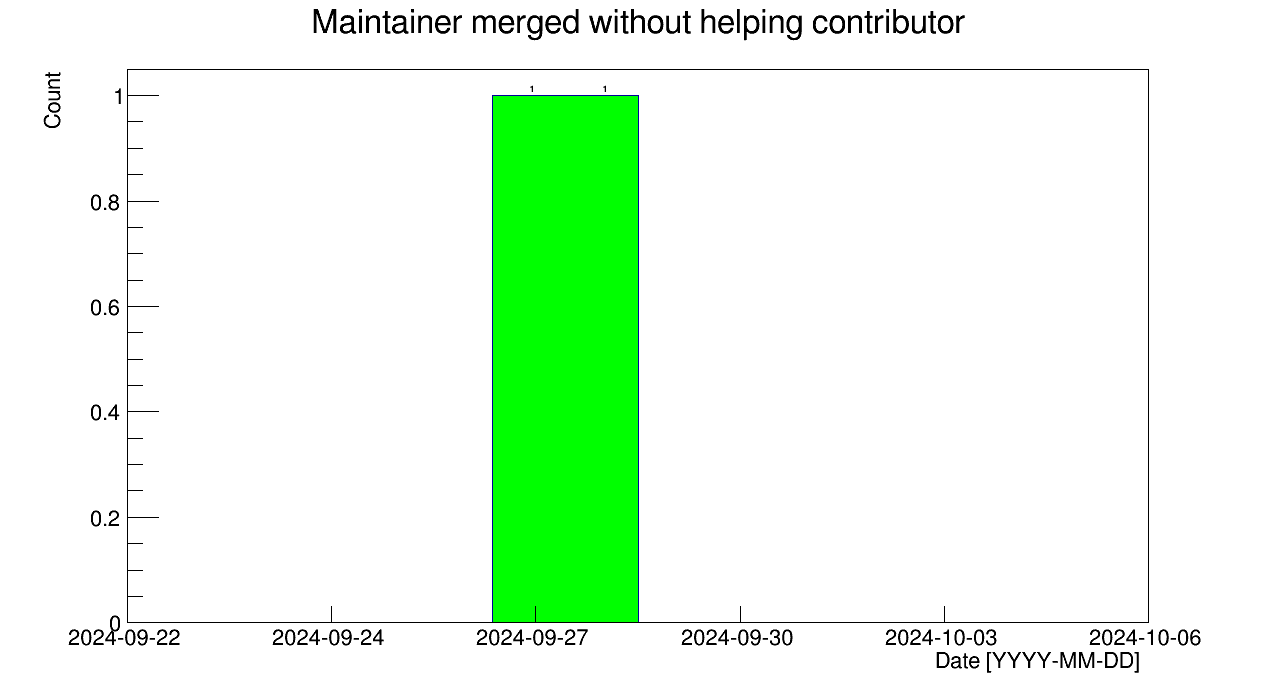 Maintainer merged without helping contributor
Count
1 1
1
0.8
0.6
0.4
0.2
0
2024-09-22 2024-09-24 2024-09-27 2024-09-30 2024-10-03 2024-10-06
Date [YYYY-MM-DD]